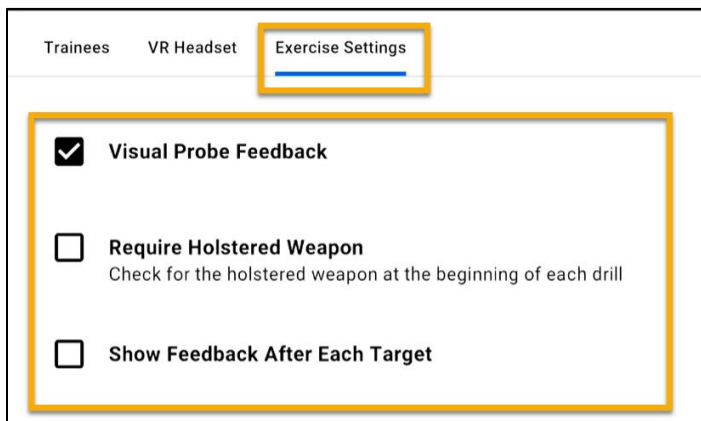 Trainees VR Headset Exercise Settings
Visual Probe Feedback
Require Holstered Weapon
Check for the holstered weapon at the beginning of each drill
Show Feedback After Each Target